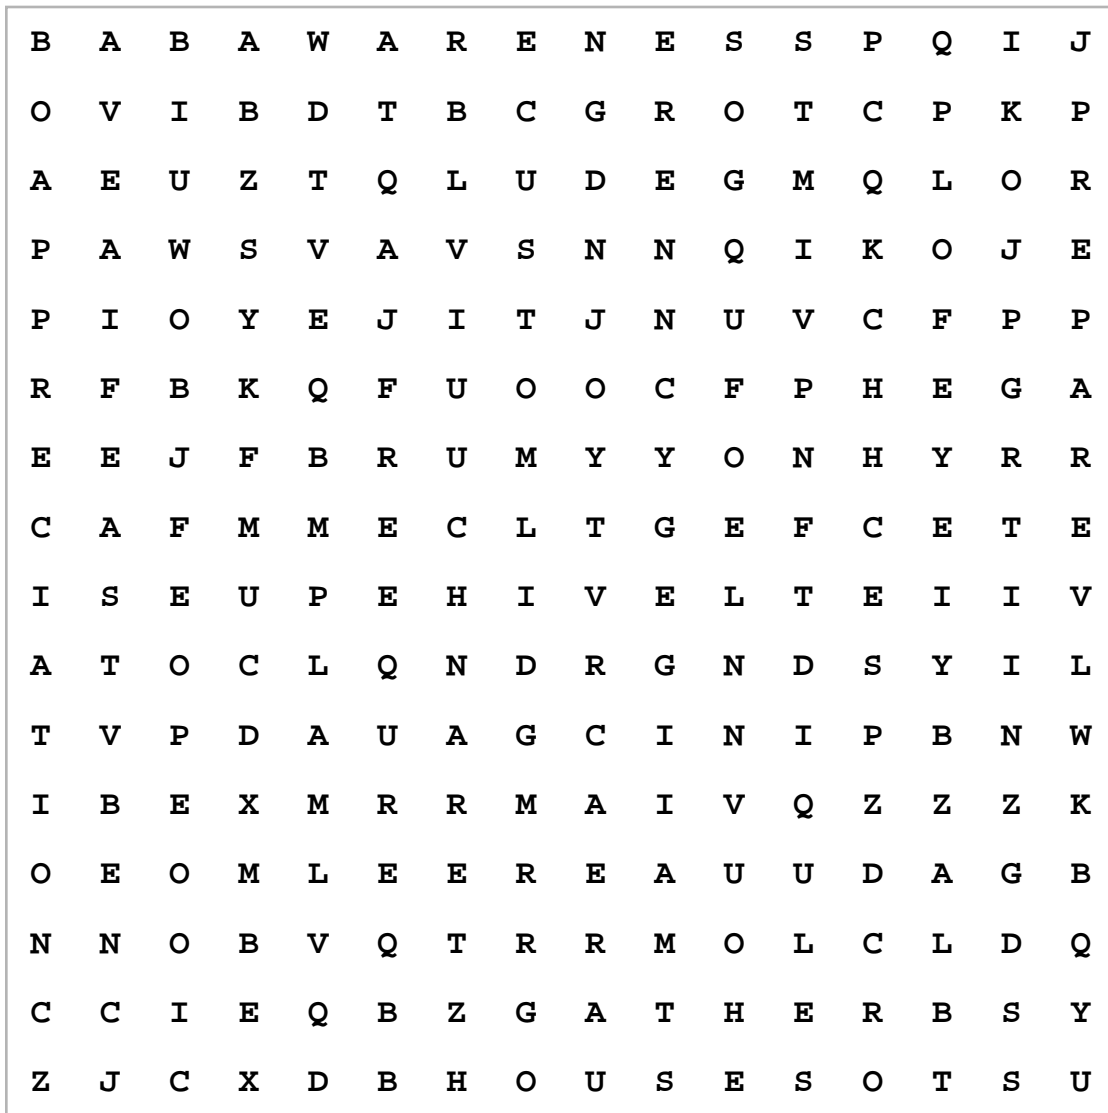 B A B A W A R E N E S S P Q I J
O V I B D T B C G R O T C P K P
A E U Z T Q L U D E G M Q L O R
P A W S V A V S N N Q I K O J E
P I O Y E J I T J N U V C F P P
R F B K Q F U O O C F P H E G A
E E J F B R U M Y Y O N H Y R R
C A F M M E C L T G E F C E T E
I S E U P E H I V E L T E I I V
A T O C L Q N D R G N D S Y I L
T V P D A U A G C I N I P B N W
I B E X M R R M A I V Q Z Z Z K
O E O M L E E R E A U U D A G B
N N O B V Q T R R M O L C L D Q
C C I E Q B Z G A T H E R B S Y
Z J C X D B H O U S E S O T S U